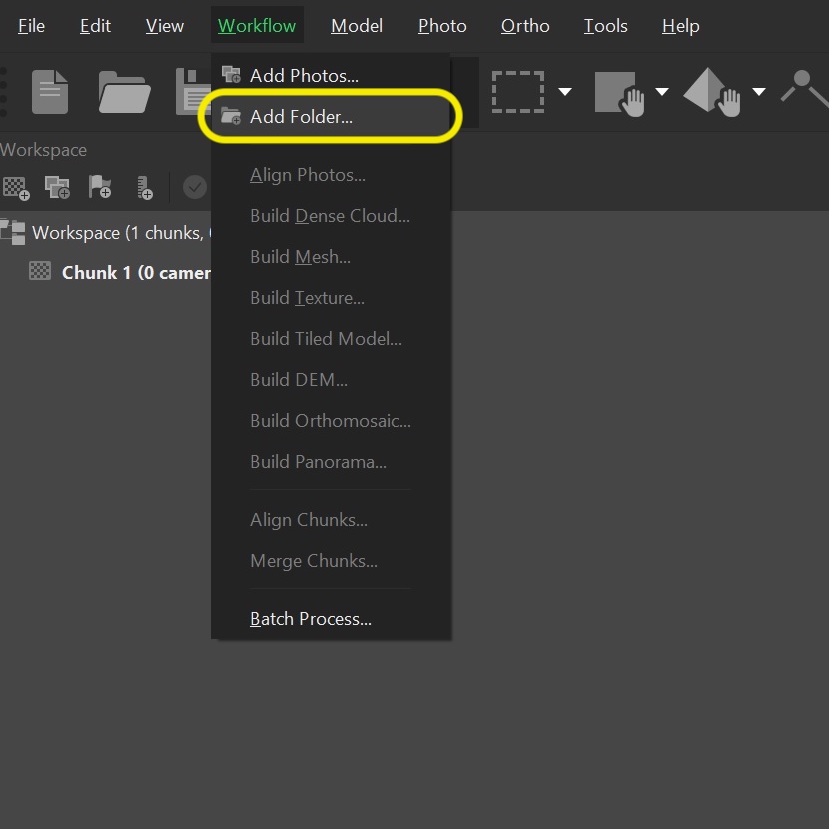 File Edit View Workflow Model Photo Ortho Tools Help
Add Photos...
Add Folder...
Workspace
Align Photos...
Build Dense Cloud...
Workspace (1 chunks,
Build Mesh...
Chunk 1 (0 camer
Build Texture...
Build Tiled Model...
Build DEM...
Build Orthomosaic...
Build Panorama...
Align Chunks...
Merge Chunks...
Batch Process...